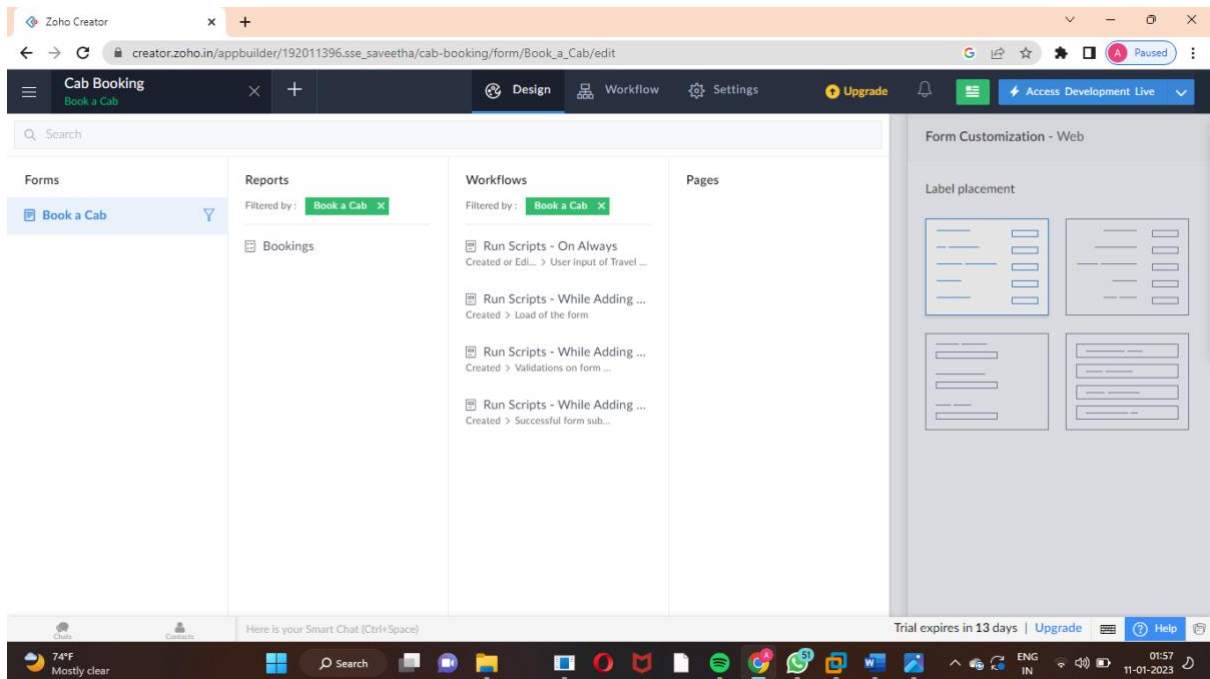 Zoho Creator
creator.zoho.in/appbuilder/192011396.sse_saveetha/cab-booking/form/Book_a_Cab/edit
G
A Paused
Cab Booking
Book a Cab
Design
Workflow
Settings
Upgrade
Access Development Live
Search
Form Customization - Web
Forms
Book a Cab
Reports
Filtered by : Book a Cab X
Bookings
Workflows
Filtered by : Book a Cab X
Run Scripts - On Always
Created or Edi... > User input of Travel ...
Run Scripts - While Adding ...
Created > Load of the form
Run Scripts - While Adding ...
Created > Validations on form ...
Run Scripts - While Adding ...
Created > Successful form sub...
Pages
Label placement
Chats
Contacts
Here is your Smart Chat (Ctrl+Space)
Trial expires in 13 days | Upgrade
? Help
74°F
Mostly clear
Search
A
51
W
ENG
IN
01:57
11-01-2023